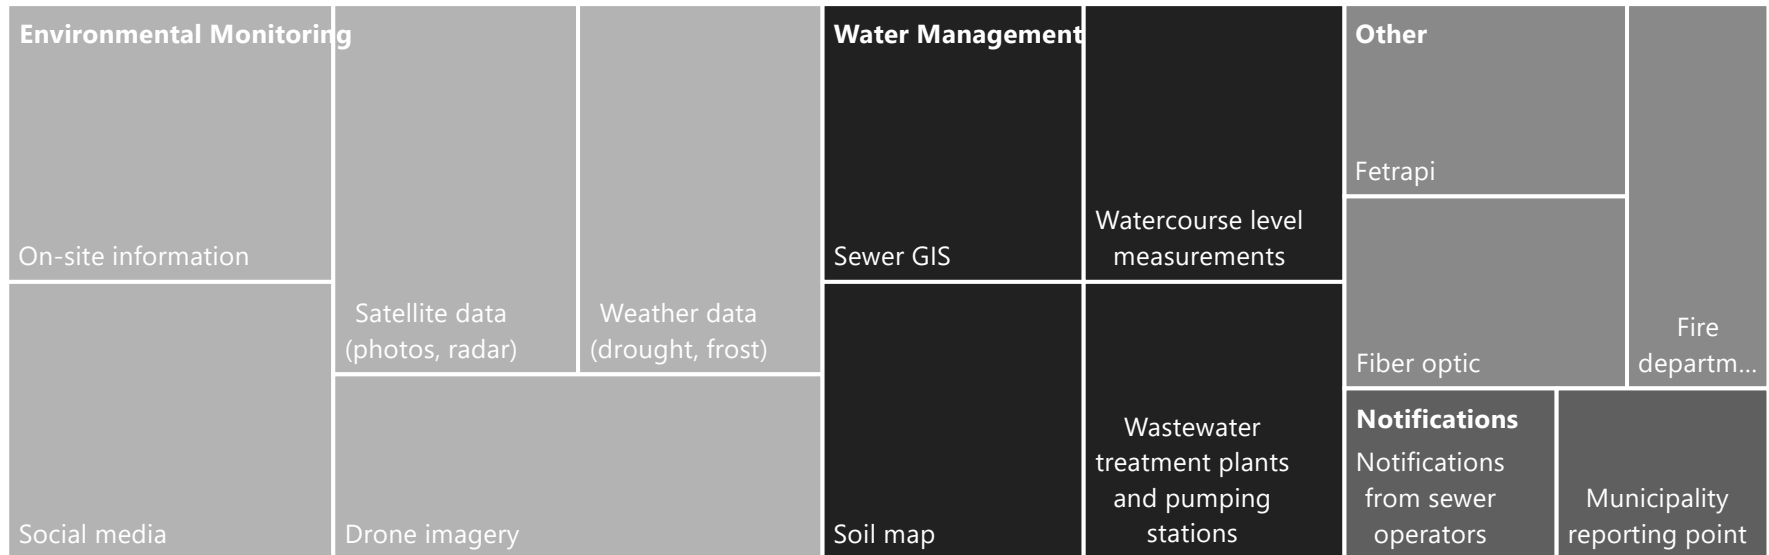 Environmental Monitoring
On-site information
Social media
Satellite data
(photos, radar)
Weather data
(drought, frost)
Drone imagery
Water Management
Sewer GIS
Watercourse level
measurements
Soil map
Wastewater
treatment plants
and pumping
stations
Other
Fetrapi
Fiber optic
Fire
departm...
Notifications
Notifications
from sewer
operators
Municipality
reporting point